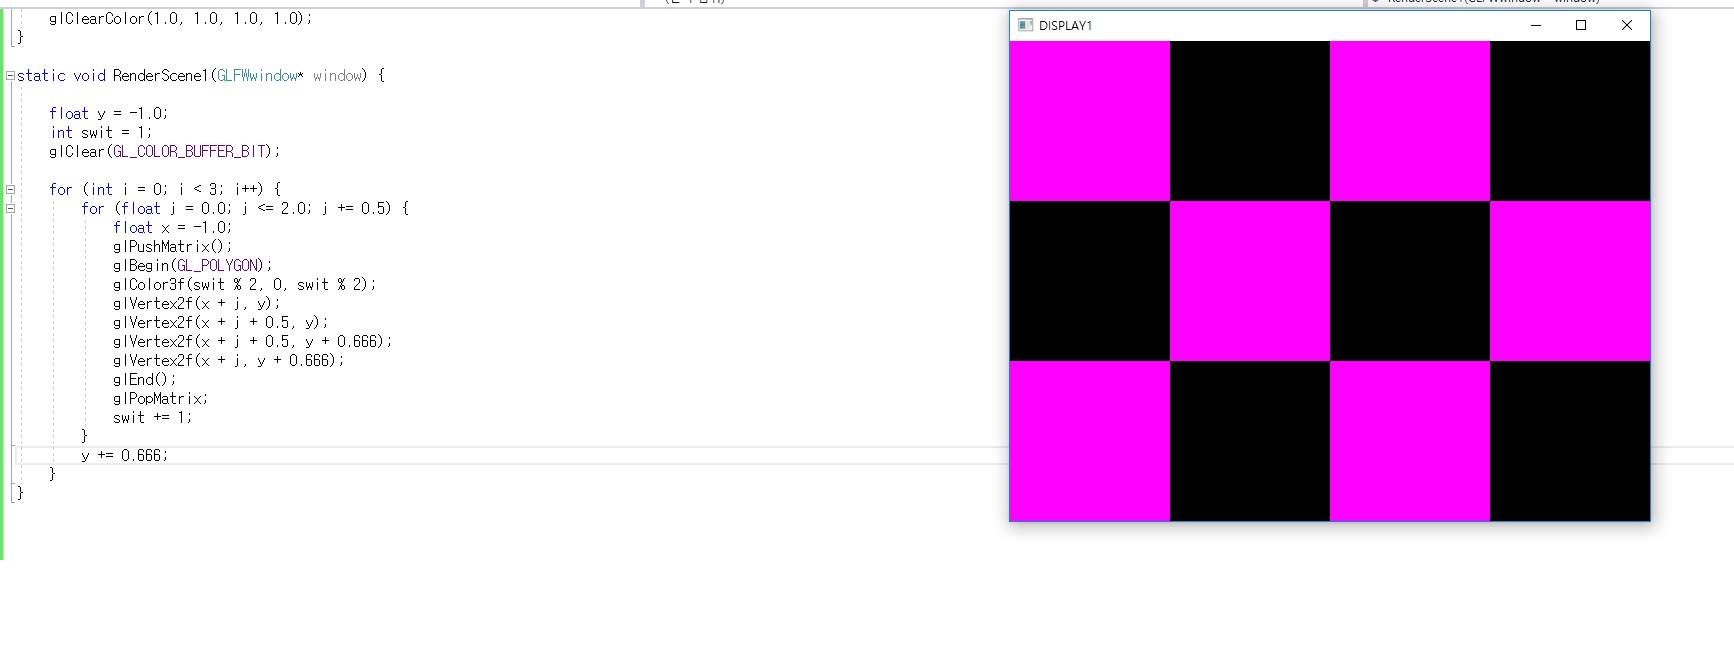 glClearColor(1.0, 1.0, 1.0, 1.0);
}
static void RenderScene1(GLFWwindow* window) {
float y = -1.0;
int swit = 1;
glClear(GL_COLOR_BUFFER_BIT);
for (int i = 0; i < 3; i++) {
for (float j = 0.0; j <= 2.0; j += 0.5) {
float x = -1.0;
glPushMatrix();
glBegin(GL_POLYGON);
glColor3f(swit % 2, 0, swit % 2);
glVertex2f(x + j, y);
glVertex2f(x + j + 0.5, y);
glVertex2f(x + j + 0.5, y + 0.666);
glVertex2f(x + j, y + 0.666);
glEnd();
glPopMatrix;
swit += 1;
}
y += 0.666;
}
}
DISPLAY1